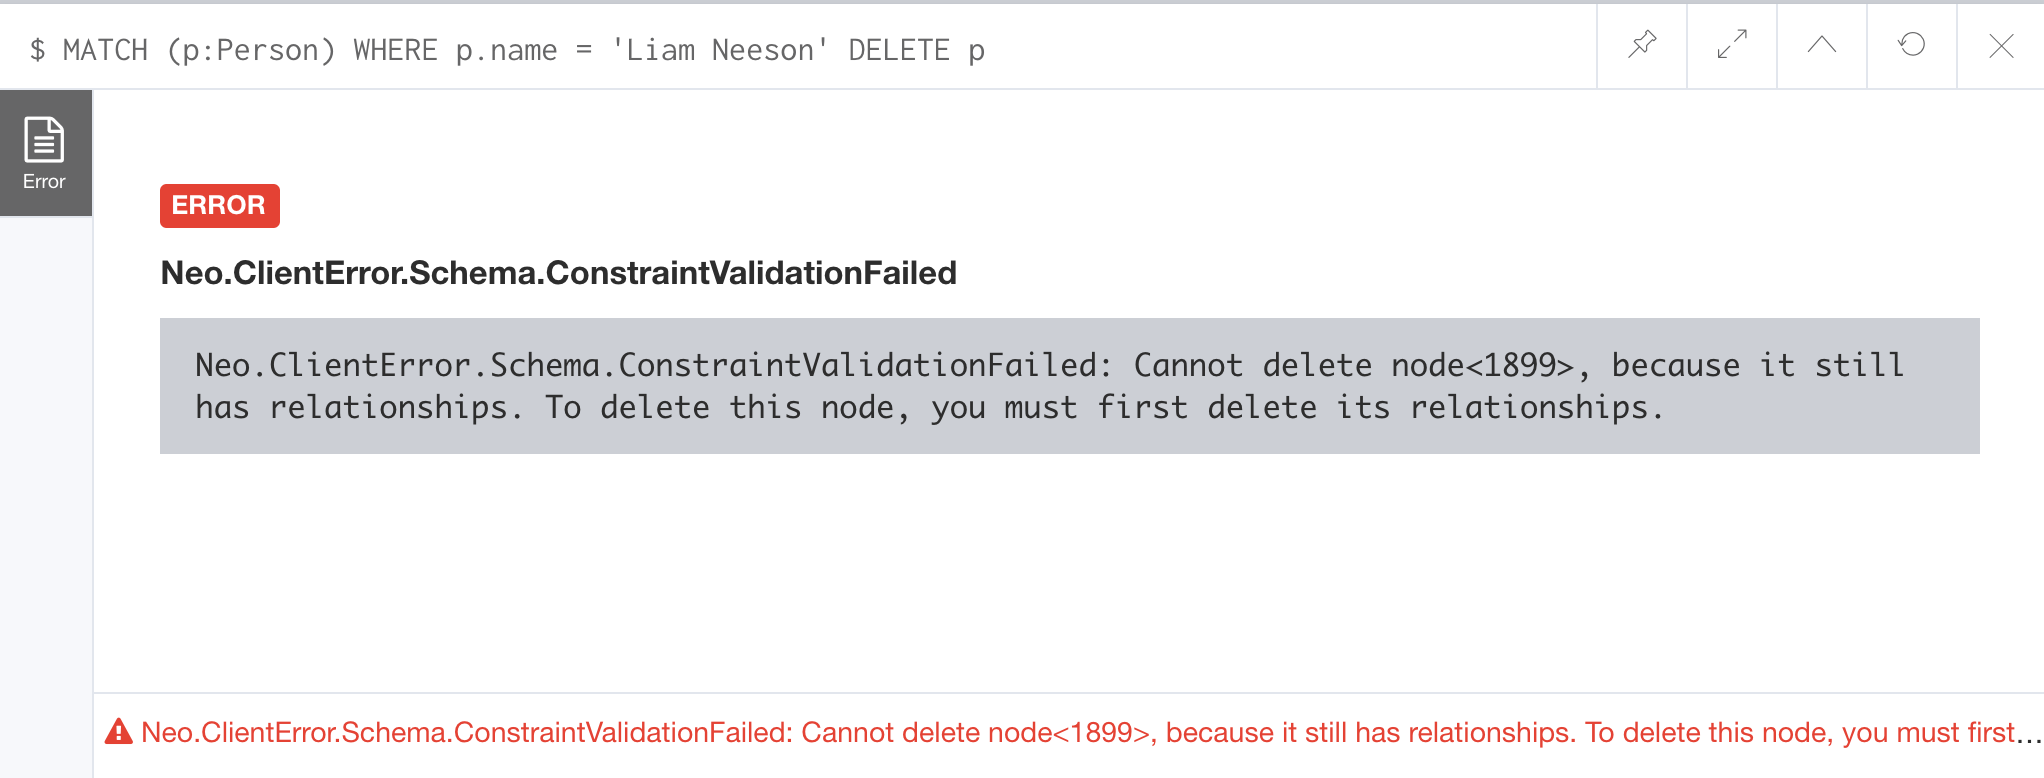 $ MATCH (p:Person) WHERE p.name = 'Liam Neeson' DELETE p
Error
ERROR
Neo.ClientError.Schema.ConstraintValidationFailed
Neo.ClientError.Schema.ConstraintValidationFailed: Cannot delete node<1899>, because it still
has relationships. To delete this node, you must first delete its relationships.
Neo.ClientError.Schema.ConstraintValidationFailed: Cannot delete node<1899>, because it still has relationships. To delete this node, you must first...